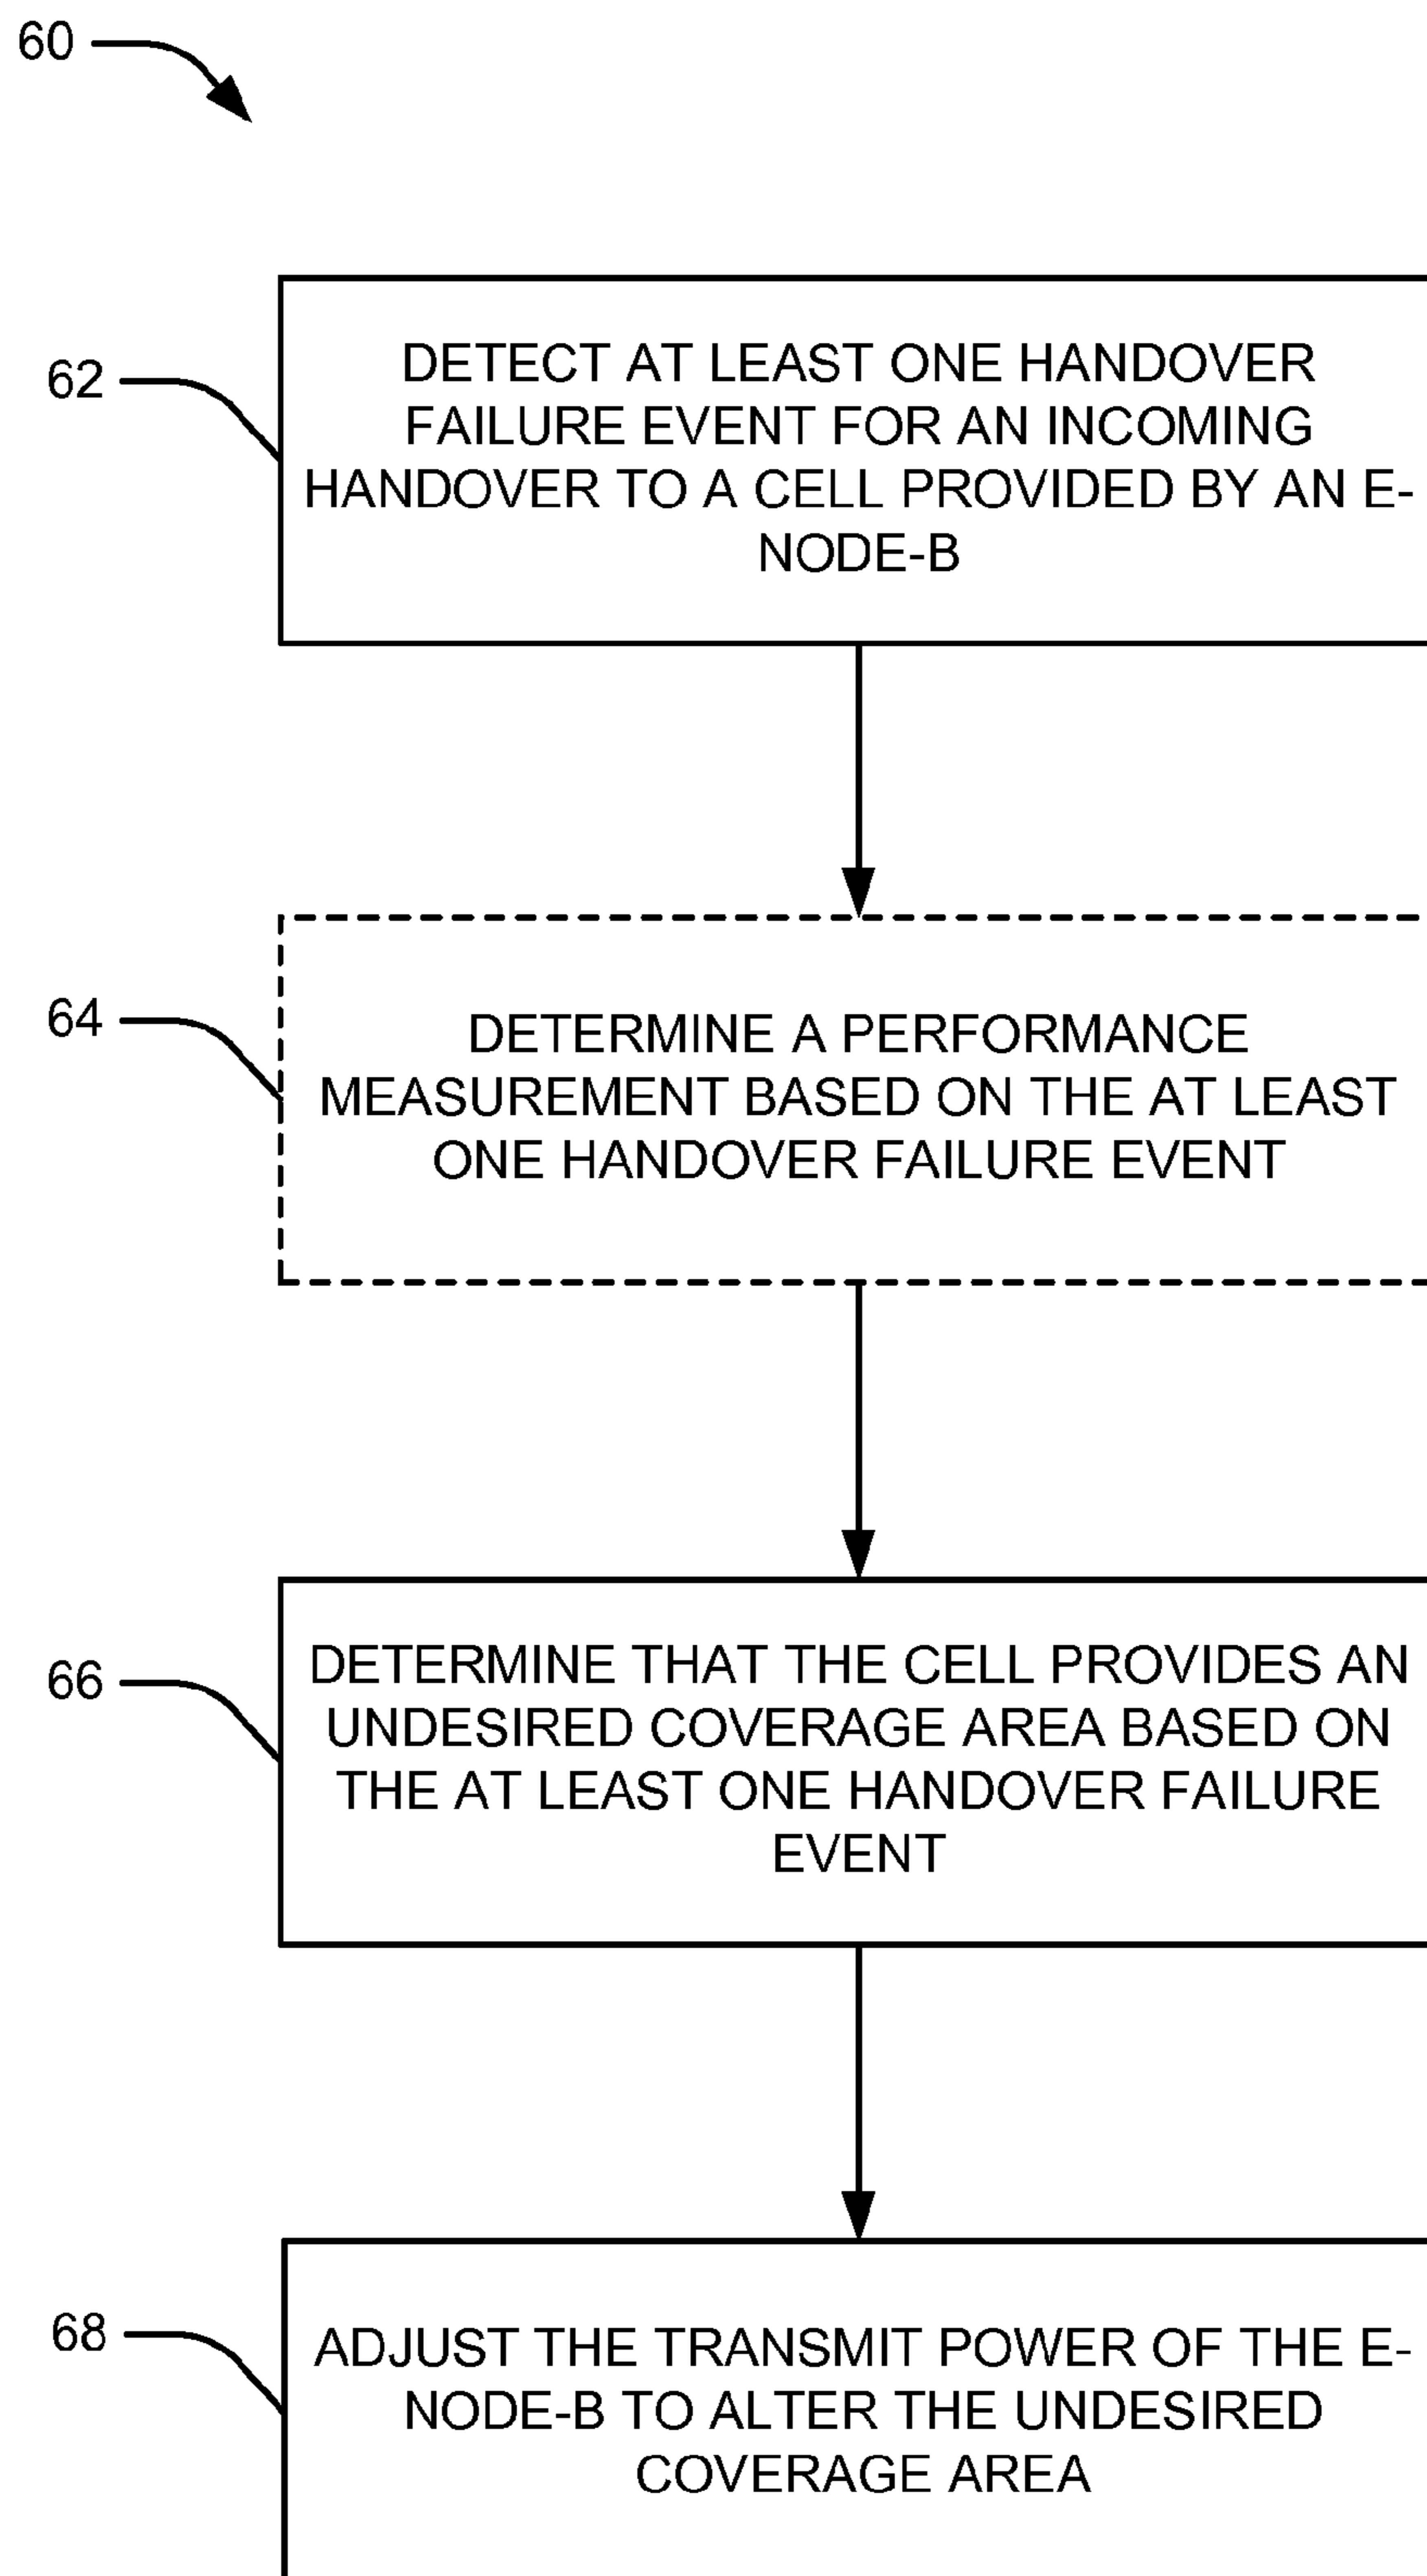 60
62
DETECT AT LEAST ONE HANDOVER
FAILURE EVENT FOR AN INCOMING
HANDOVER TO A CELL PROVIDED BY AN E-
NODE-B
64
DETERMINE A PERFORMANCE
MEASUREMENT BASED ON THE AT LEAST
ONE HANDOVER FAILURE EVENT
66
DETERMINE THAT THE CELL PROVIDES AN
UNDESIRED COVERAGE AREA BASED ON
THE AT LEAST ONE HANDOVER FAILURE
EVENT
68
ADJUST THE TRANSMIT POWER OF THE E-
NODE-B TO ALTER THE UNDESIRED
COVERAGE AREA